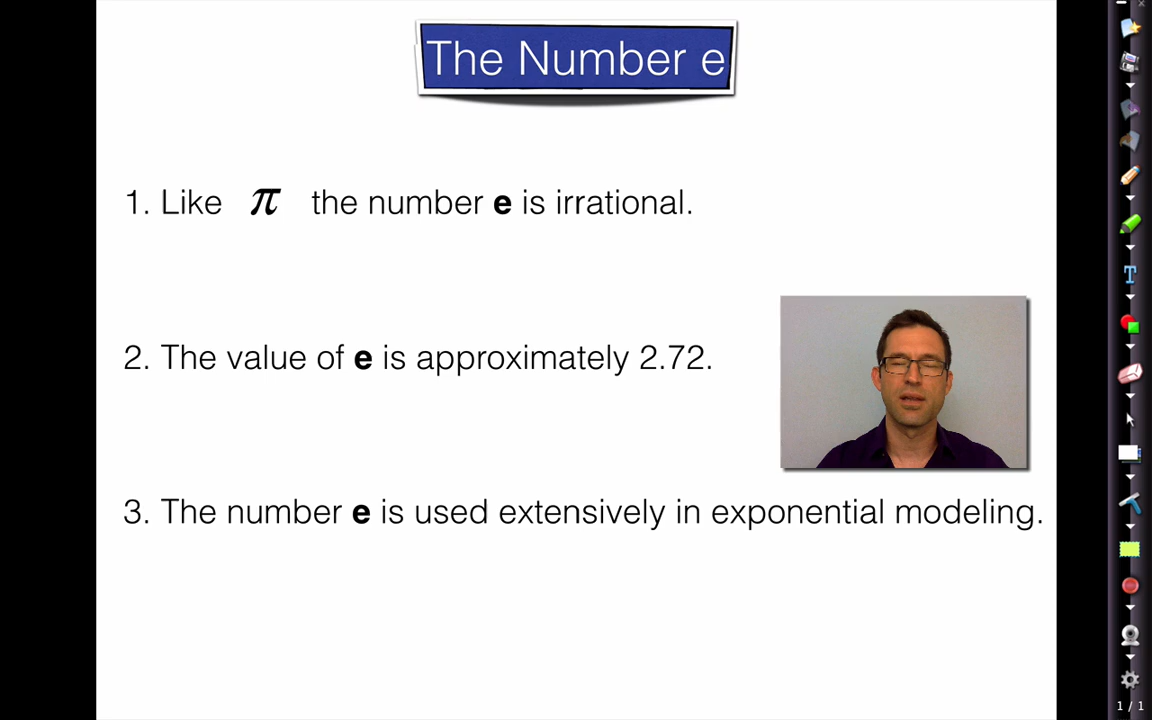 The Number e
1. Like π the number e is irrational.
2. The value of e is approximately 2.72.
3. The number e is used extensively in exponential modeling.
T
1 / 1